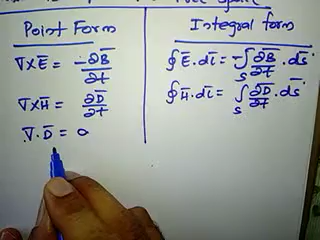 Point Form Integral form
∇×E̅ = -∂B̅/∂t ∮E̅.dl̅ = -∫S ∂B̅/∂t . ds̅
∇×H̅ = ∂D̅/∂t ∮H̅.dl̅ = ∫S ∂D̅/∂t . ds̅
∇.D̅ = 0